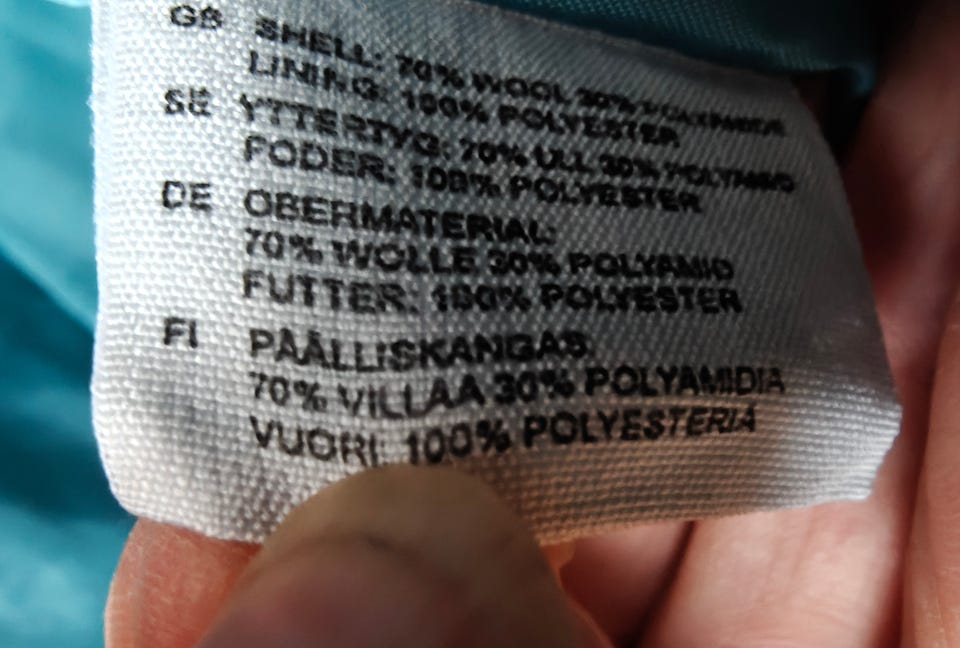 GB SHELL: 70% WOOL 30% POLYAMIDE
LINING: 100% POLYESTER
SE YTTERTYG: 70% ULL 30% POLYAMID
FODER: 100% POLYESTER
DE OBERMATERIAL:
70% WOLLE 30% POLYAMID
FUTTER: 100% POLYESTER
FI PÄÄLLISKANGAS:
70% VILLAA 30% POLYAMIDIA
VUORI: 100% POLYESTERIA